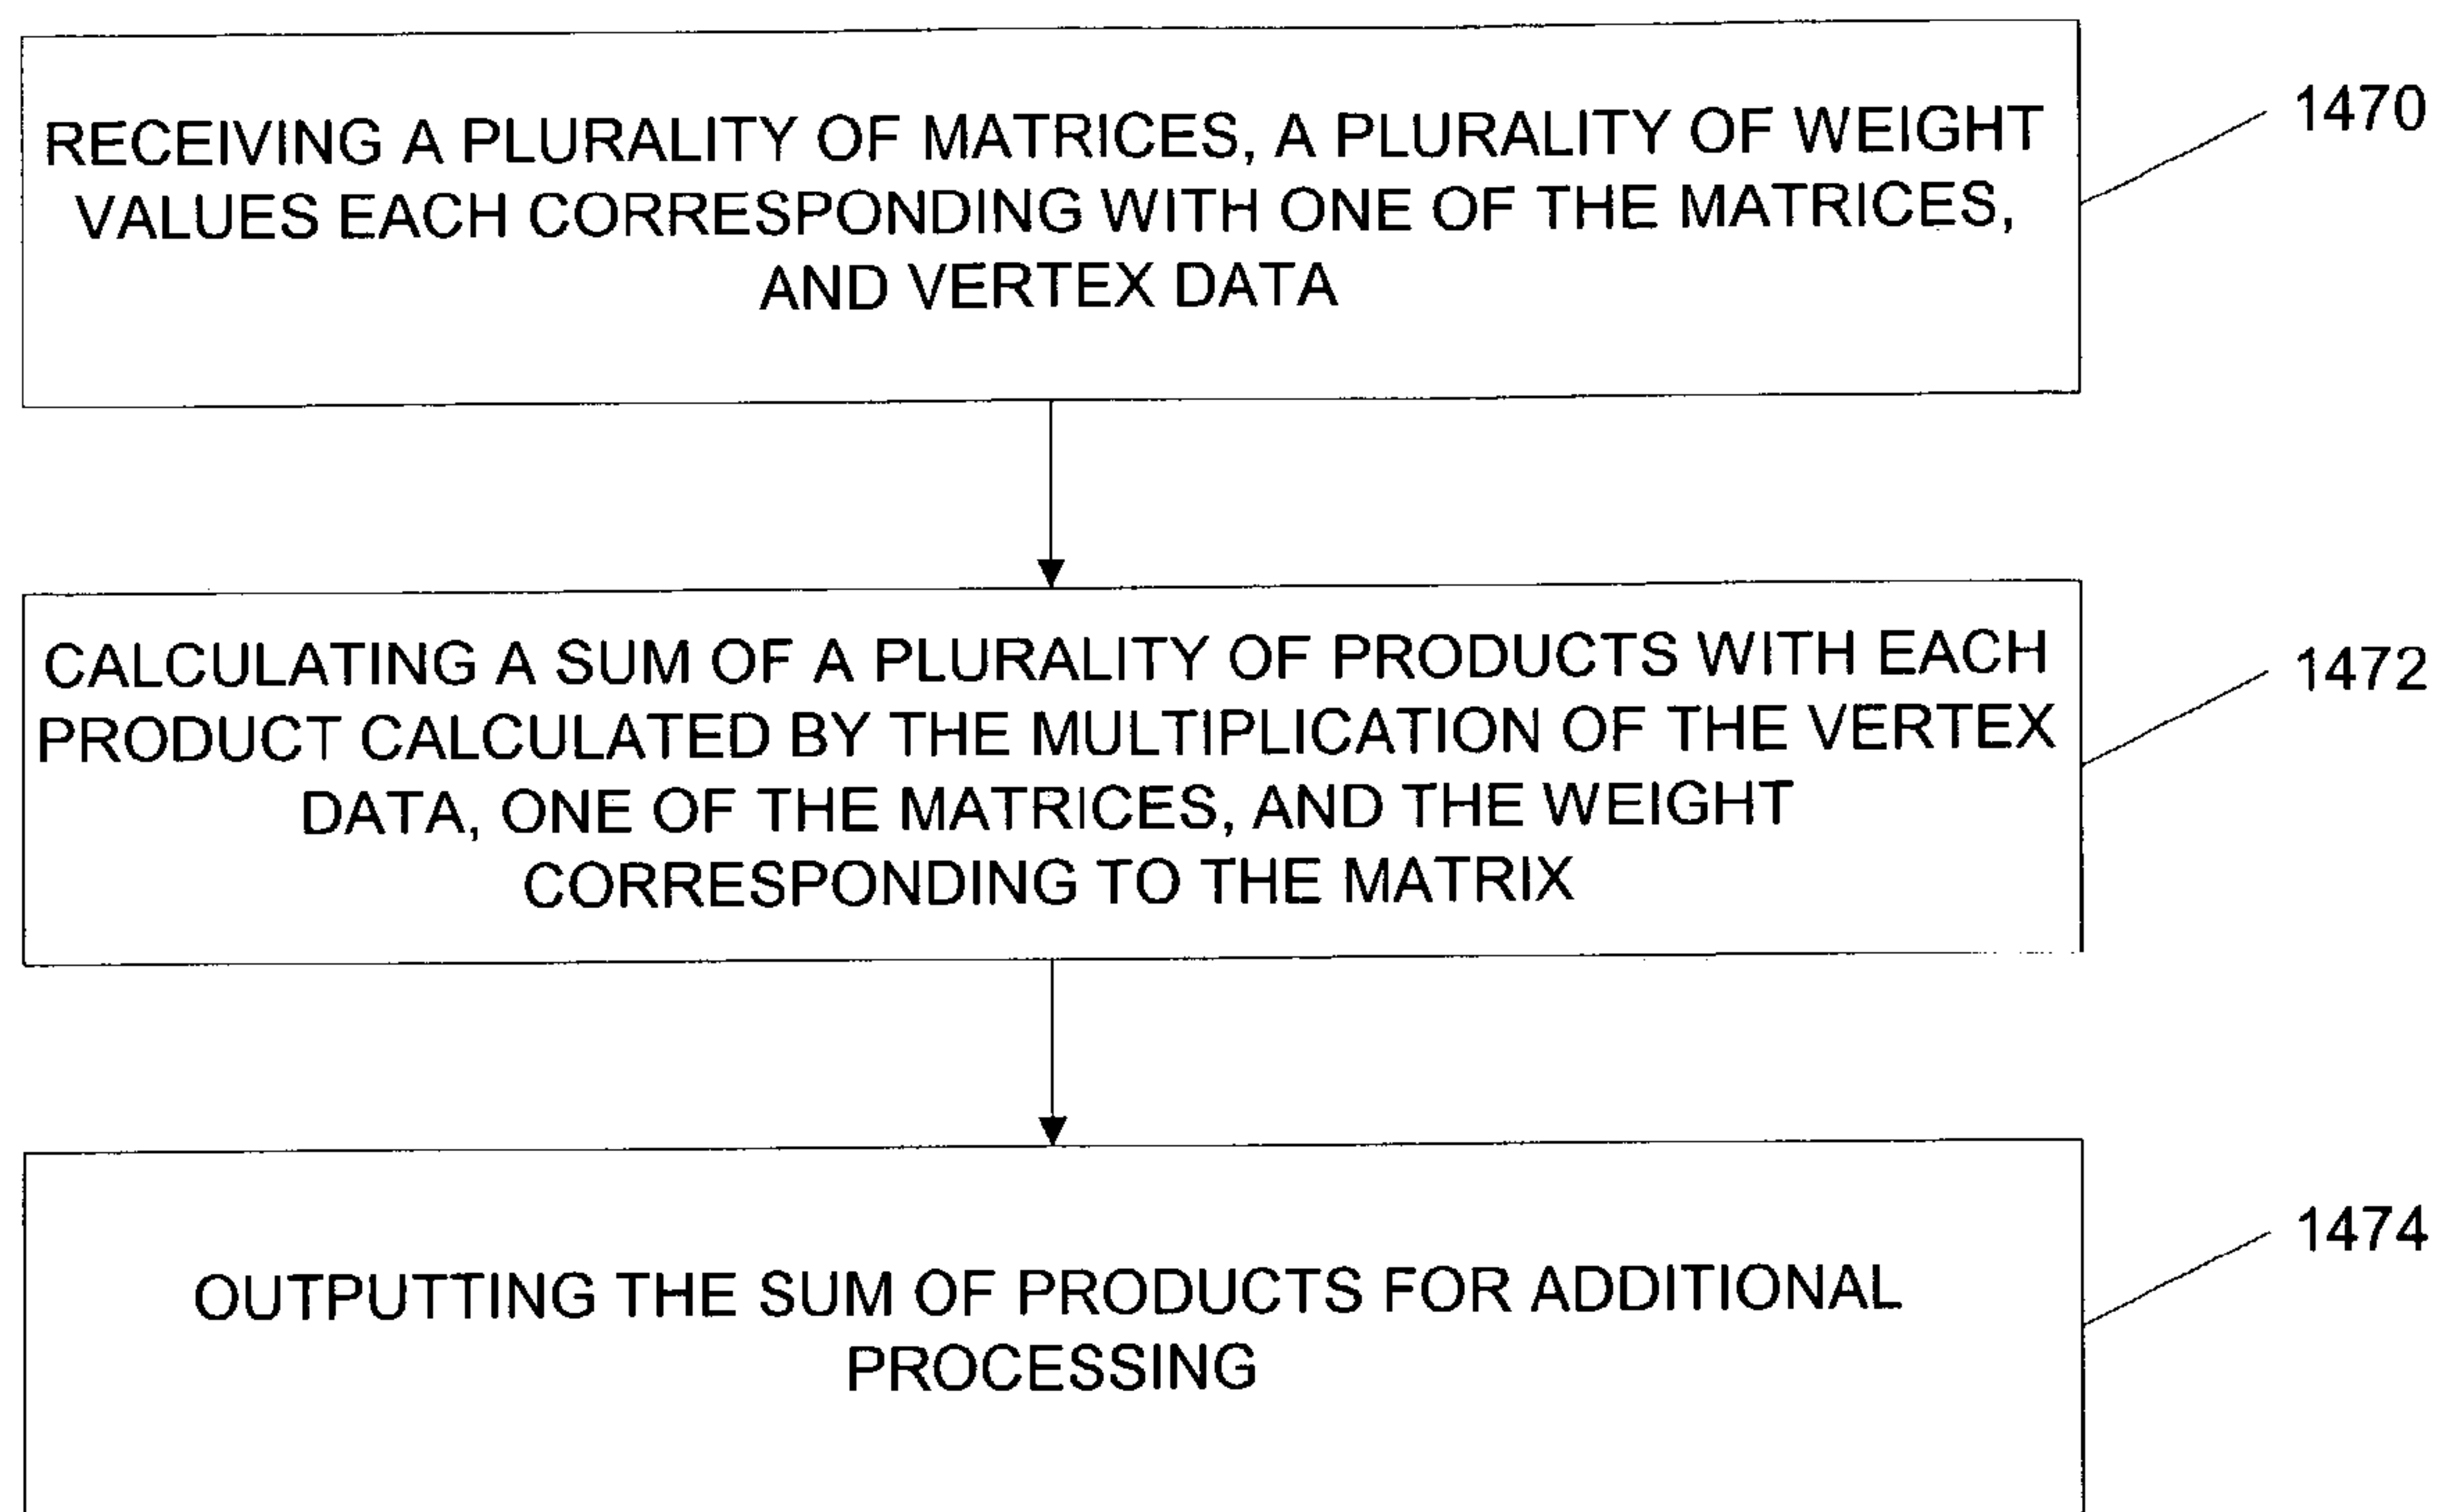 RECEIVING A PLURALITY OF MATRICES, A PLURALITY OF WEIGHT
VALUES EACH CORRESPONDING WITH ONE OF THE MATRICES,
AND VERTEX DATA
1470
CALCULATING A SUM OF A PLURALITY OF PRODUCTS WITH EACH
PRODUCT CALCULATED BY THE MULTIPLICATION OF THE VERTEX
DATA, ONE OF THE MATRICES, AND THE WEIGHT
CORRESPONDING TO THE MATRIX
1472
OUTPUTTING THE SUM OF PRODUCTS FOR ADDITIONAL
PROCESSING
1474